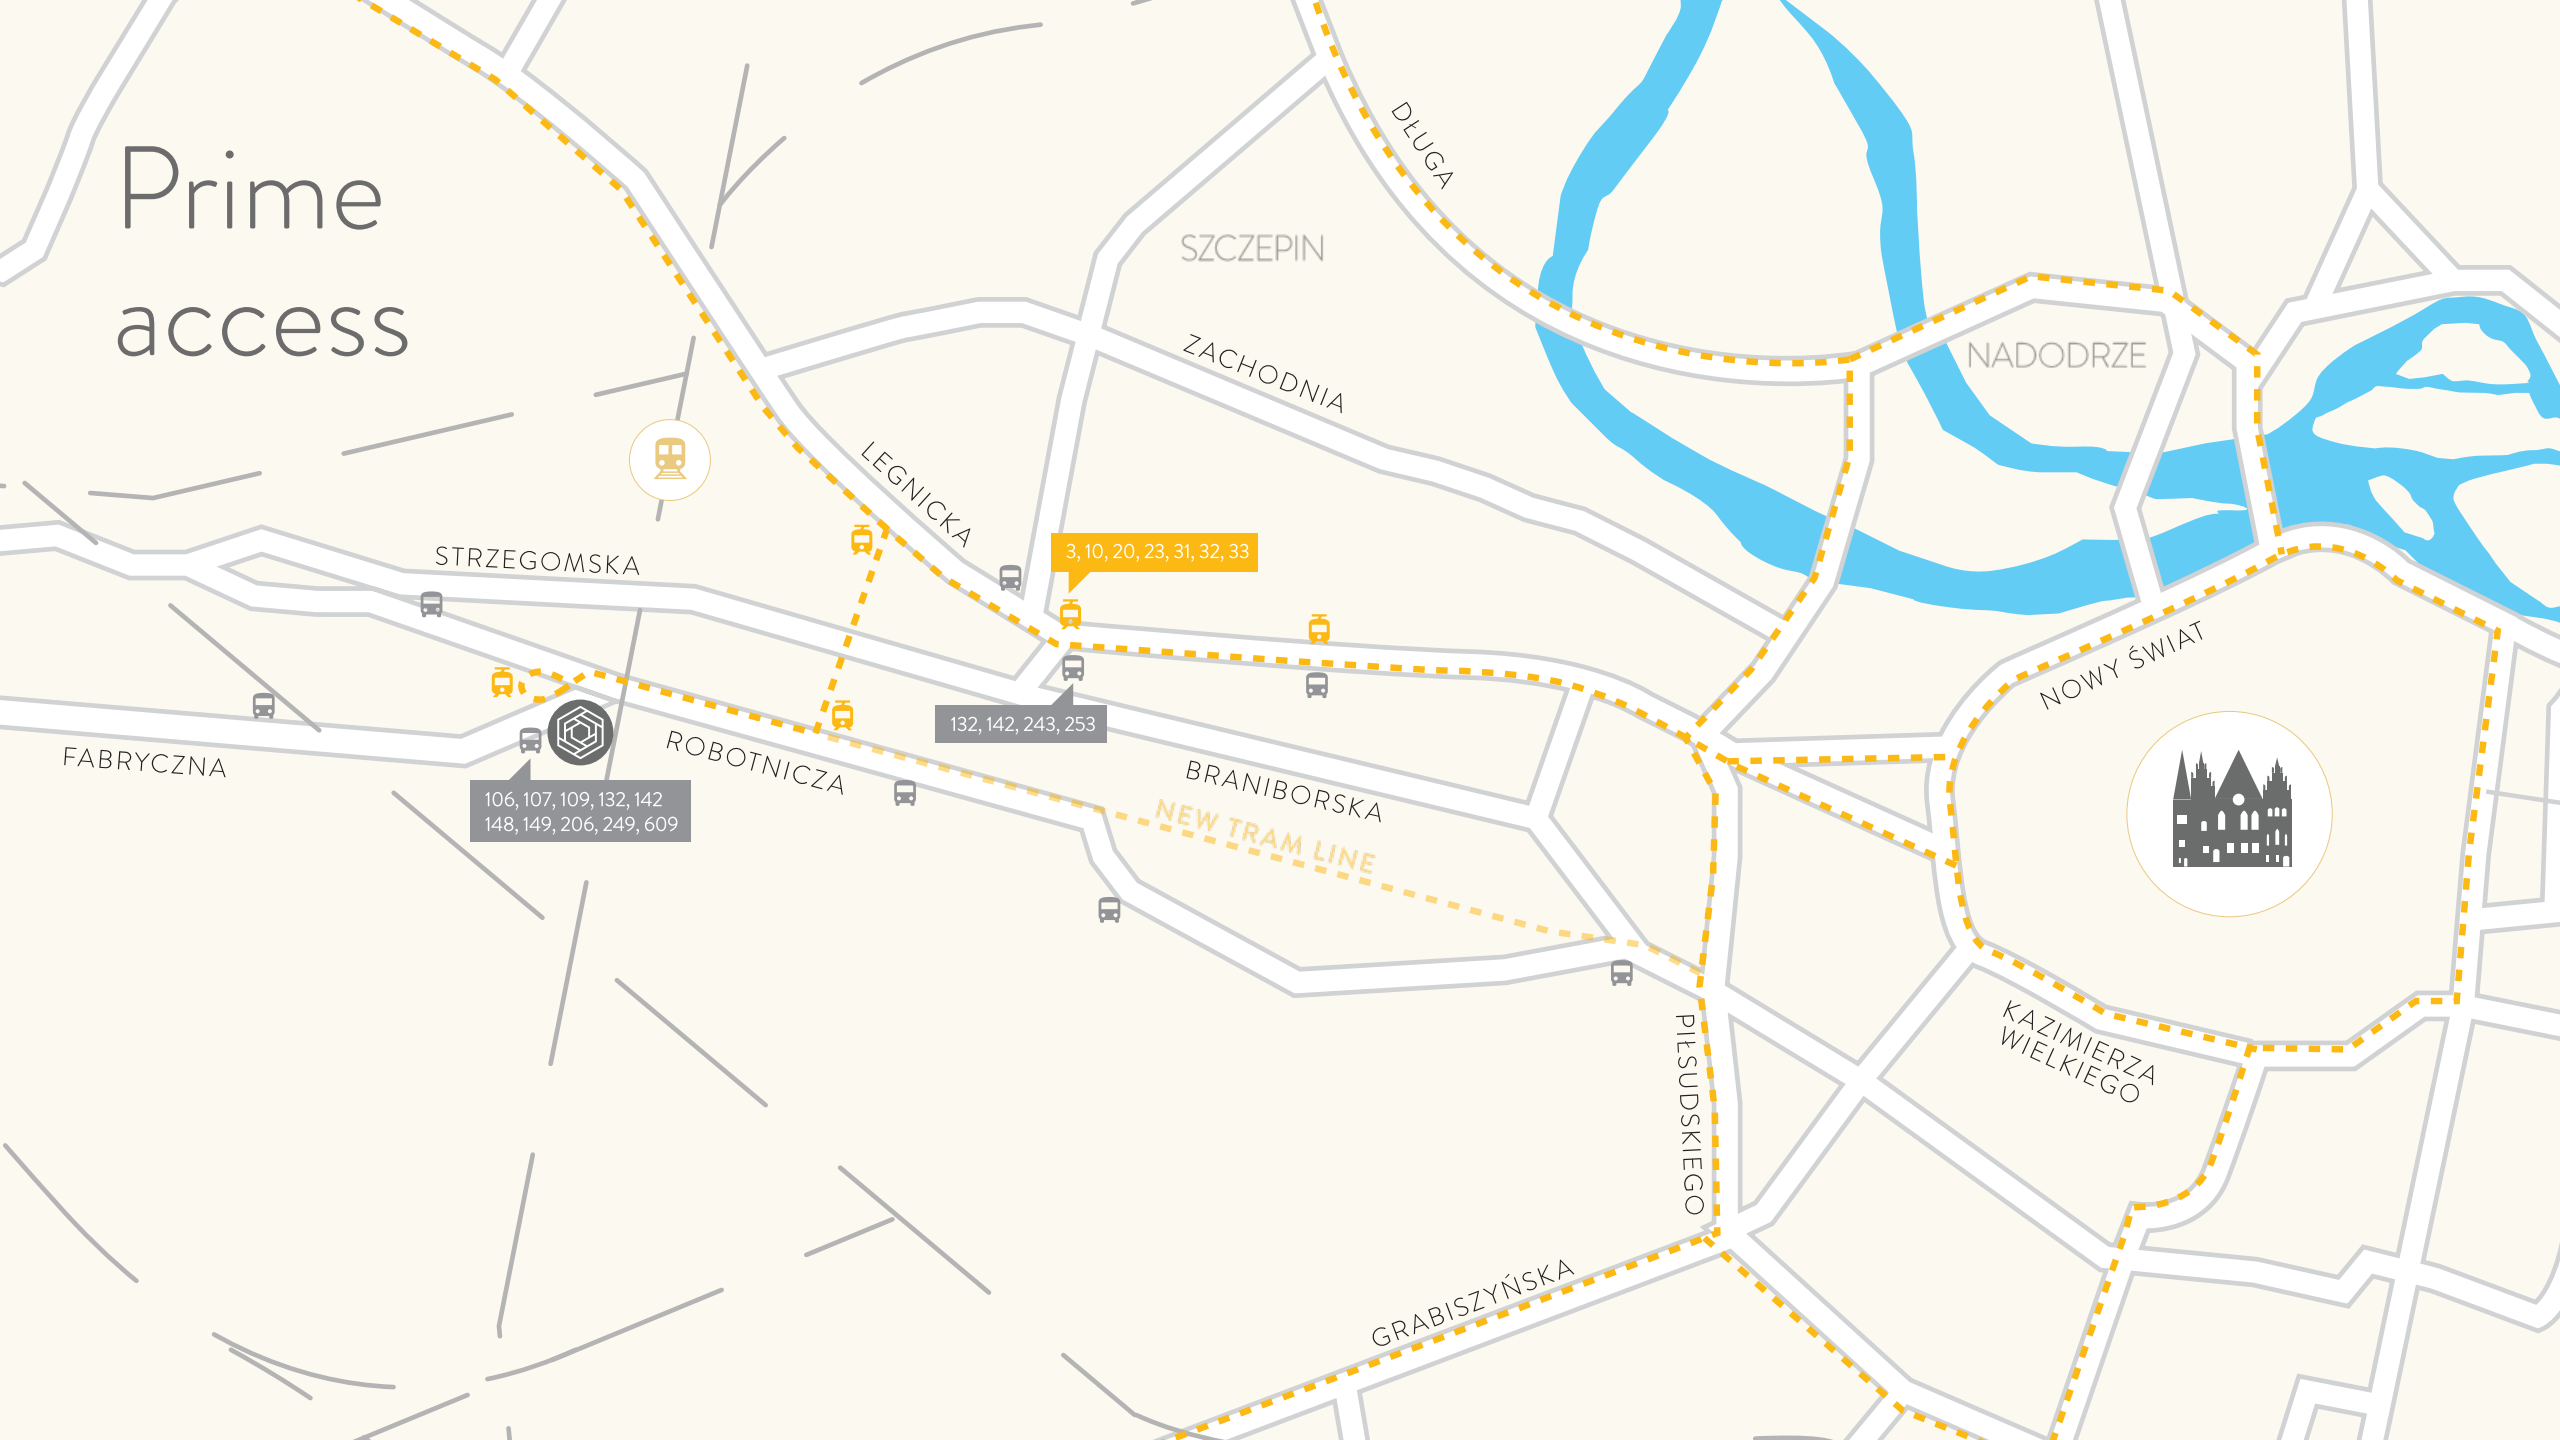 Prime
access
DŁUGA
SZCZEPIN
ZACHODNIA
NADODRZE
LEGNICKA
STRZEGOMSKA
3, 10, 20, 23, 31, 32, 33
NOWY ŚWIAT
132, 142, 243, 253
FABRYCZNA
ROBOTNICZA
BRANIBORSKA
106, 107, 109, 132, 142
148, 149, 206, 249, 609
NEW TRAM LINE
KAZIMIERZA
WIELKIEGO
PIŁSUDSKIEGO
GRABISZYŃSKA